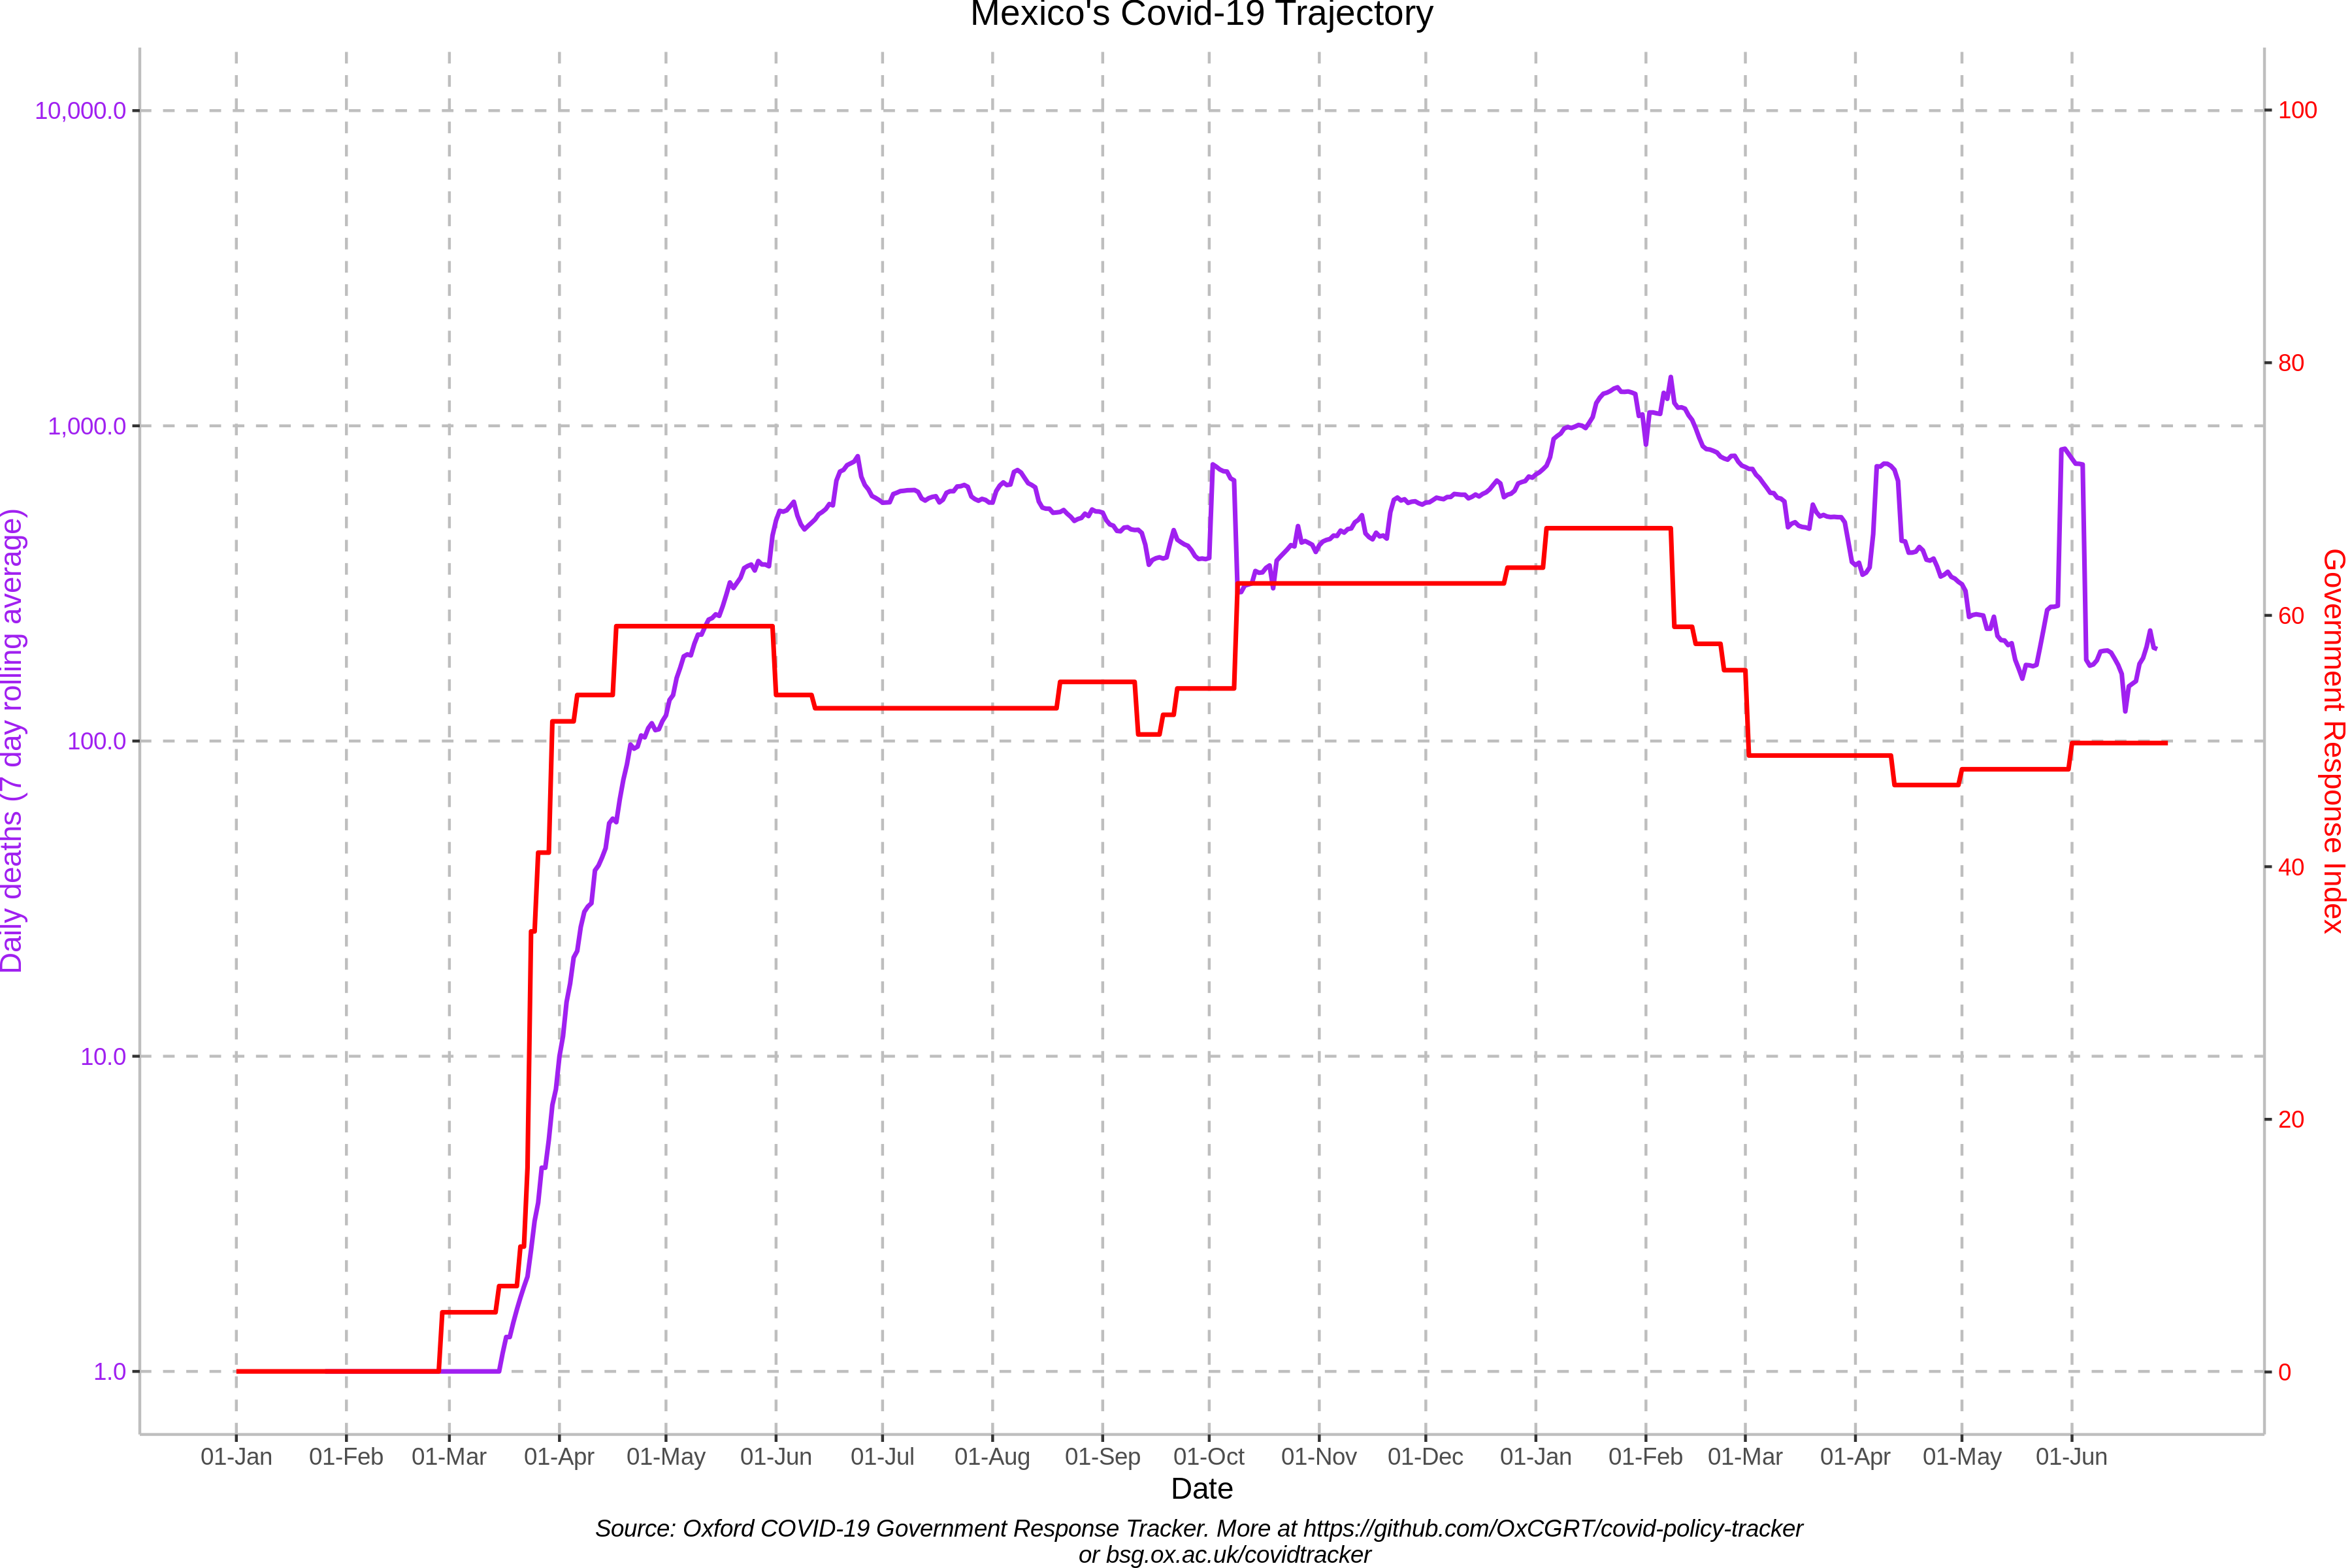 Mexico's Covid-19 Trajectory
10,000.0
1,000.0
100.0
10.0
1.0
Daily deaths (7 day rolling average)
100
80
60
40
20
0
Government Response Index
01-Jan 01-Feb 01-Mar 01-Apr 01-May 01-Jun 01-Jul 01-Aug 01-Sep 01-Oct 01-Nov 01-Dec 01-Jan 01-Feb 01-Mar 01-Apr 01-May 01-Jun
Date
Source: Oxford COVID-19 Government Response Tracker. More at https://github.com/OxCGRT/covid-policy-tracker
or bsg.ox.ac.uk/covidtracker